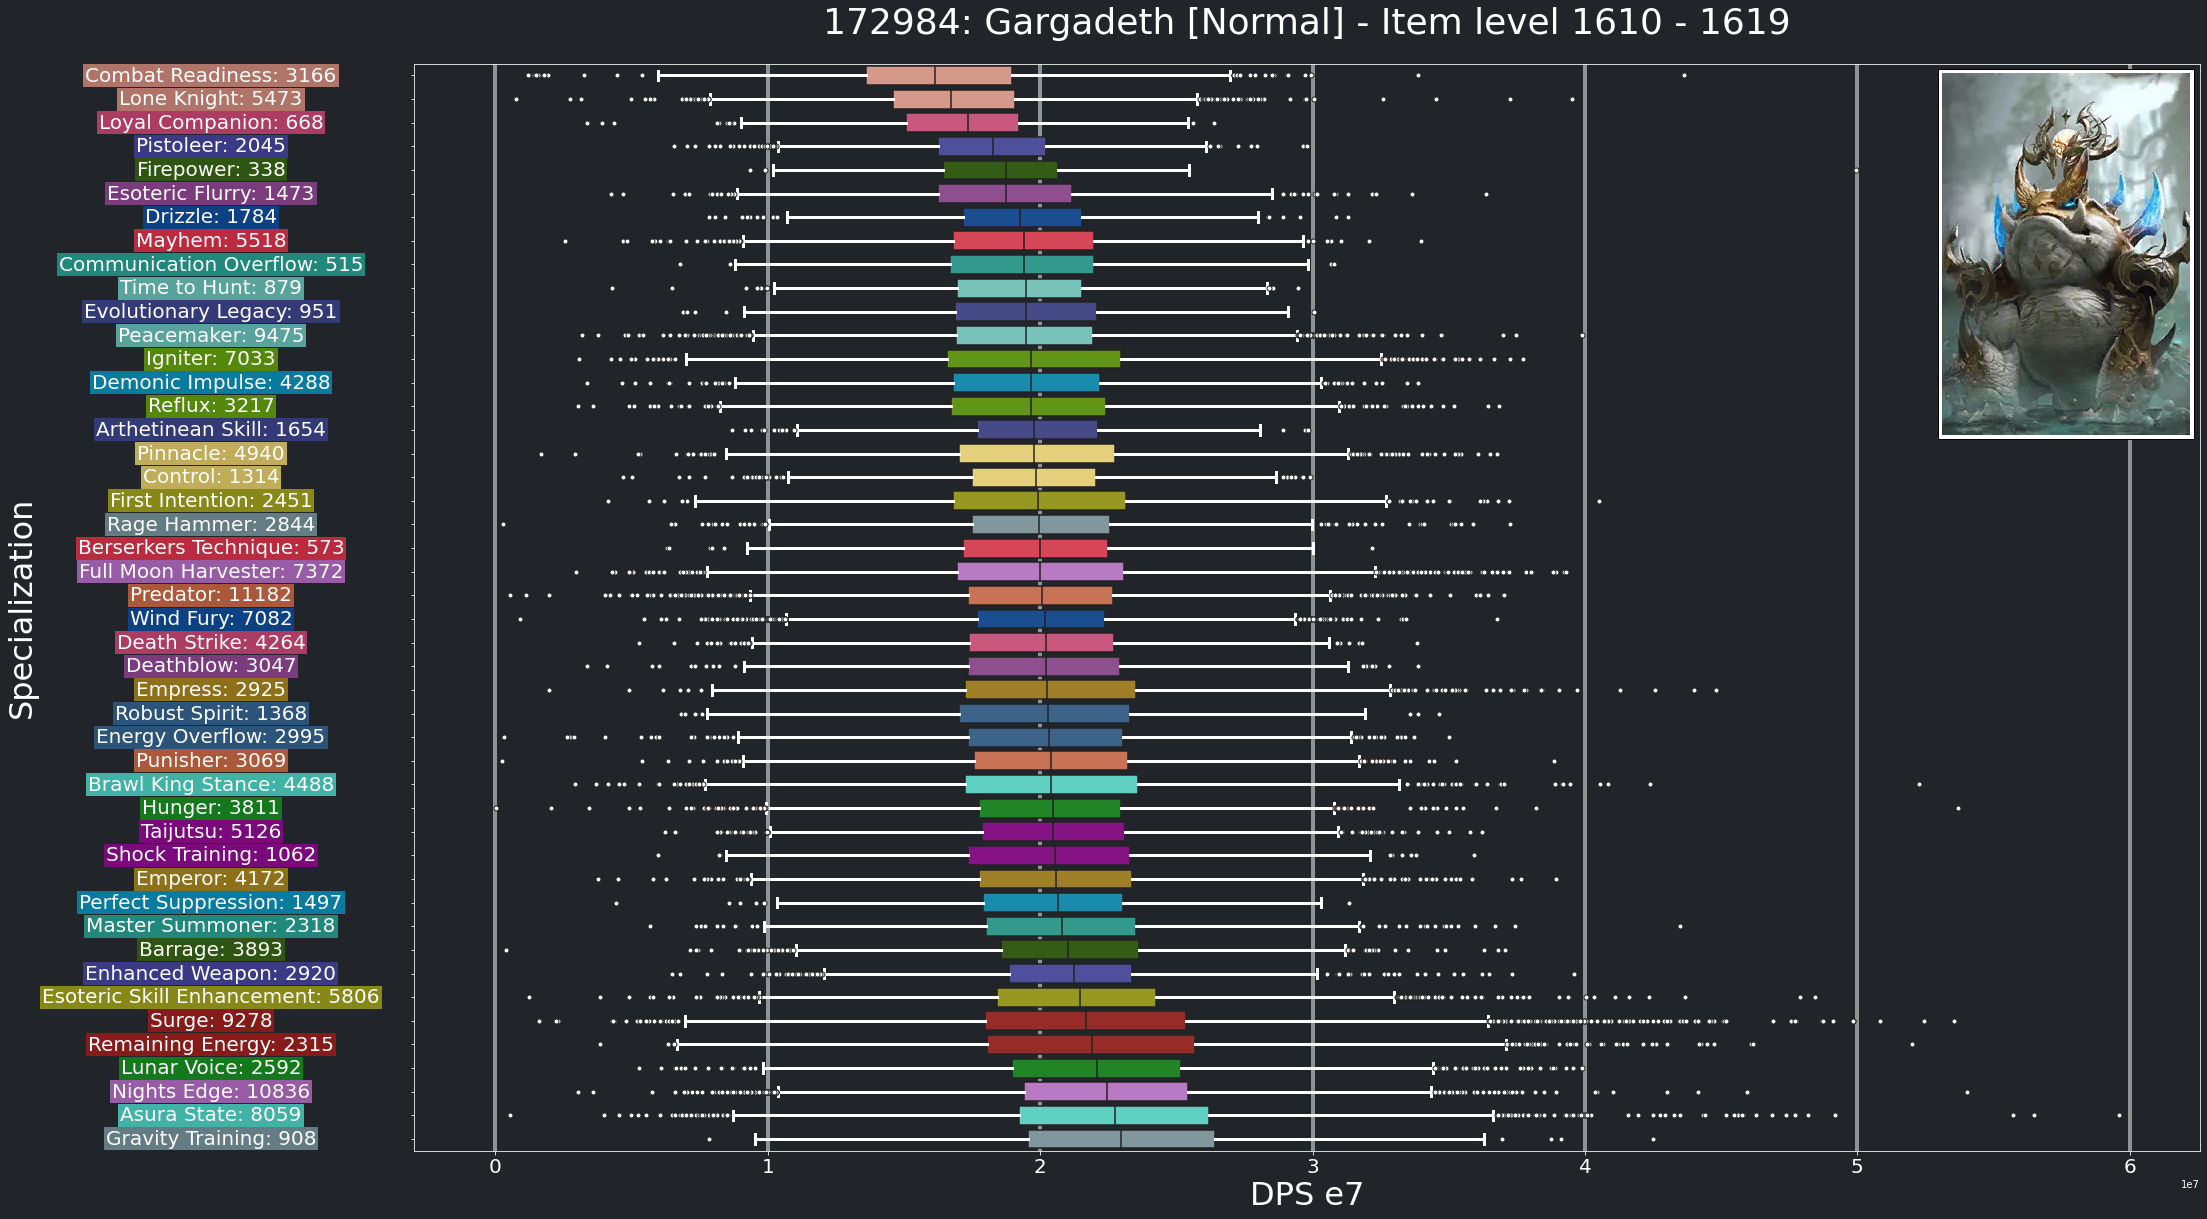 172984: Gargadeth [Normal] - Item level 1610 - 1619
Combat Readiness: 3166
Lone Knight: 5473
Loyal Companion: 668
Pistoleer: 2045
Firepower: 338
Esoteric Flurry: 1473
Drizzle: 1784
Mayhem: 5518
Communication Overflow: 515
Time to Hunt: 879
Evolutionary Legacy: 951
Peacemaker: 9475
Igniter: 7033
Demonic Impulse: 4288
Reflux: 3217
Arthetinean Skill: 1654
Pinnacle: 4940
Control: 1314
First Intention: 2451
Rage Hammer: 2844
Berserkers Technique: 573
Full Moon Harvester: 7372
Predator: 11182
Wind Fury: 7082
Death Strike: 4264
Deathblow: 3047
Empress: 2925
Robust Spirit: 1368
Energy Overflow: 2995
Punisher: 3069
Brawl King Stance: 4488
Hunger: 3811
Taijutsu: 5126
Shock Training: 1062
Emperor: 4172
Perfect Suppression: 1497
Master Summoner: 2318
Barrage: 3893
Enhanced Weapon: 2920
Esoteric Skill Enhancement: 5806
Surge: 9278
Remaining Energy: 2315
Lunar Voice: 2592
Nights Edge: 10836
Asura State: 8059
Gravity Training: 908
Specialization
0 1 2 3 4 5 6
DPS e7
1e7